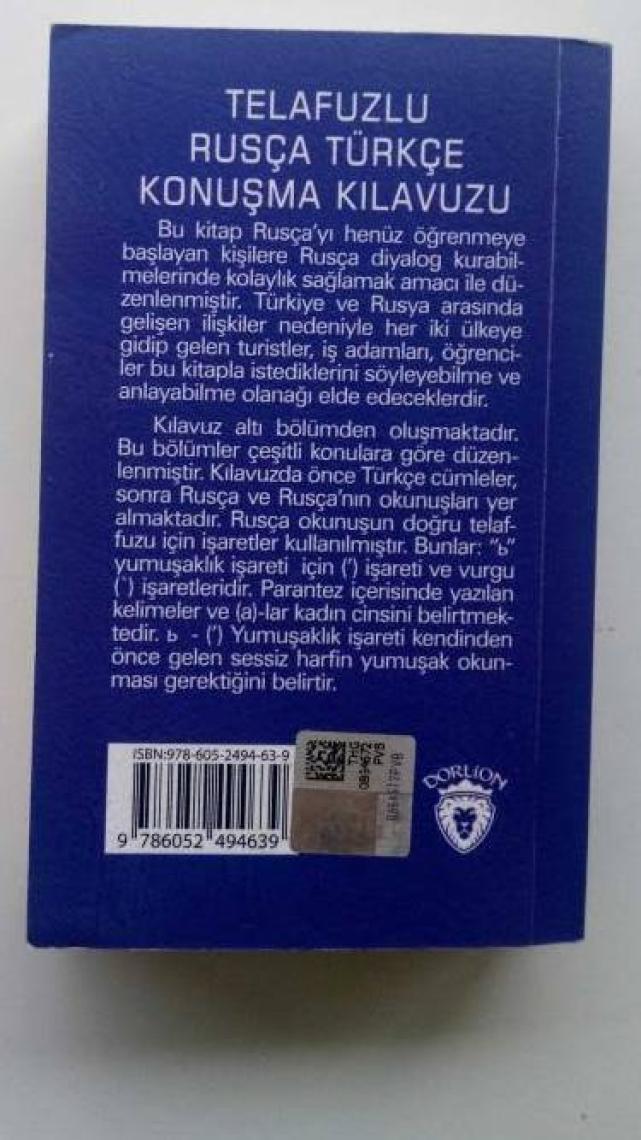 TELAFUZLU
RUSÇA TÜRKÇE
KONUŞMA KILAVUZU
Bu kitap Rusça'yı henüz öğrenmeye
başlayan kişilere Rusça diyalog kurabil-
melerinde kolaylık sağlamak amacı ile dü-
zenlenmiştir. Türkiye ve Rusya arasında
gelişen ilişkiler nedeniyle her iki ülkeye
gidip gelen turistler, iş adamları, öğrenci-
ler bu kitapla istediklerini söyleyebilme ve
anlayabilme olanağı elde edeceklerdir.
Kılavuz altı bölümden oluşmaktadır.
Bu bölümler çeşitli konulara göre düzen-
lenmiştir. Kılavuzda önce Türkçe cümleler,
sonra Rusça ve Rusça'nın okunuşları yer
almaktadır. Rusça okunuşun doğru telaf-
fuzu için işaretler kullanılmıştır. Bunlar: "ь"
yumuşaklık işareti için (') işareti ve vurgu
(`) işaretleridir. Parantez içerisinde yazılan
kelimeler ve (a)-lar kadın cinsini belirtmek-
tedir. ь - (') Yumuşaklık işareti kendinden
önce gelen sessiz harfin yumuşak okun-
ması gerektiğini belirtir.
ISBN:978-605-2494-63-9
9 786052 494639
THG
0894672
PVB
DORLION